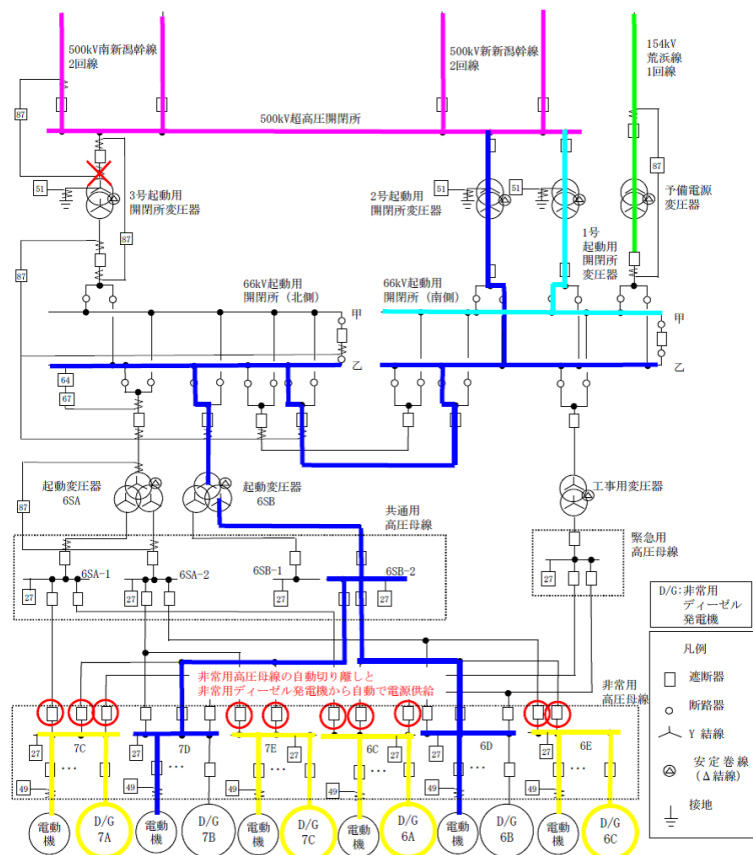 500kV南新潟幹線
2回線
500kV新新潟幹線
2回線
154kV
荒浜線
1回線
87
500kV超高圧開閉所
87
51
3号起動用
開閉所変圧器
51
2号起動用
開閉所変圧器
51
予備電源
変圧器
1号
起動用
開閉所
変圧器
87
87
66kV起動用
開閉所(北側)
66kV起動用
開閉所(南側)
甲
甲
乙
乙
64
67
起動変圧器
6SA
起動変圧器
6SB
工事用変圧器
87
共通用
高圧母線
緊急用
高圧母線
6SA-1
6SA-2
6SB-1
6SB-2
27
27
27
27
27
D/G:非常用
ディーゼル
発電機
凡例
遮断器
断路器
Y 結線
安定巻線
(Δ結線)
接地
非常用高圧母線の自動切り離しと
非常用ディーゼル発電機から自動で電源供給
非常用
高圧母線
7C
7D
7E
6C
6D
6E
27
27
27
27
27
27
…
…
…
…
…
…
49
49
49
49
49
49
電動
機
D/G
7A
電動
機
D/G
7B
電動
機
D/G
7C
電動
機
D/G
6A
電動
機
D/G
6B
電動
機
D/G
6C